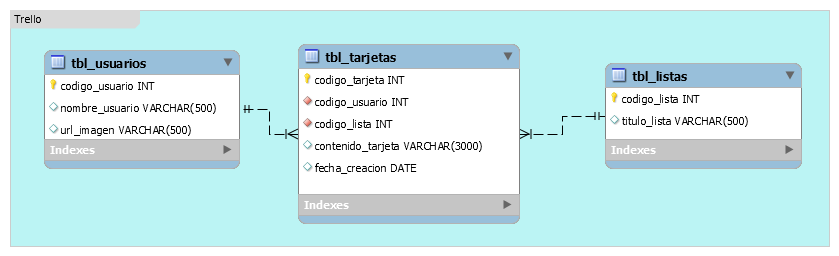 Trello
tbl_usuarios
codigo_usuario INT
nombre_usuario VARCHAR(500)
url_imagen VARCHAR(500)
Indexes
tbl_tarjetas
codigo_tarjeta INT
codigo_usuario INT
codigo_lista INT
contenido_tarjeta VARCHAR(3000)
fecha_creacion DATE
Indexes
tbl_listas
codigo_lista INT
titulo_lista VARCHAR(500)
Indexes